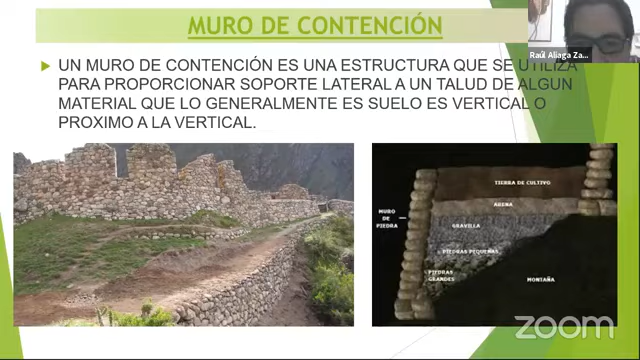 MURO DE CONTENCIÓN
UN MURO DE CONTENCIÓN ES UNA ESTRUCTURA QUE SE UTILIZA
PARA PROPORCIONAR SOPORTE LATERAL A UN TALUD DE ALGUN
MATERIAL QUE LO GENERALMENTE ES SUELO ES VERTICAL O
PROXIMO A LA VERTICAL.
Raúl Aliaga Za...
TIERRA DE CULTIVO
ARENA
MURO
DE
PIEDRA
GRAVILLA
PIEDRAS PEQUEÑAS
PIEDRAS
GRANDES
MONTAÑA
zoom